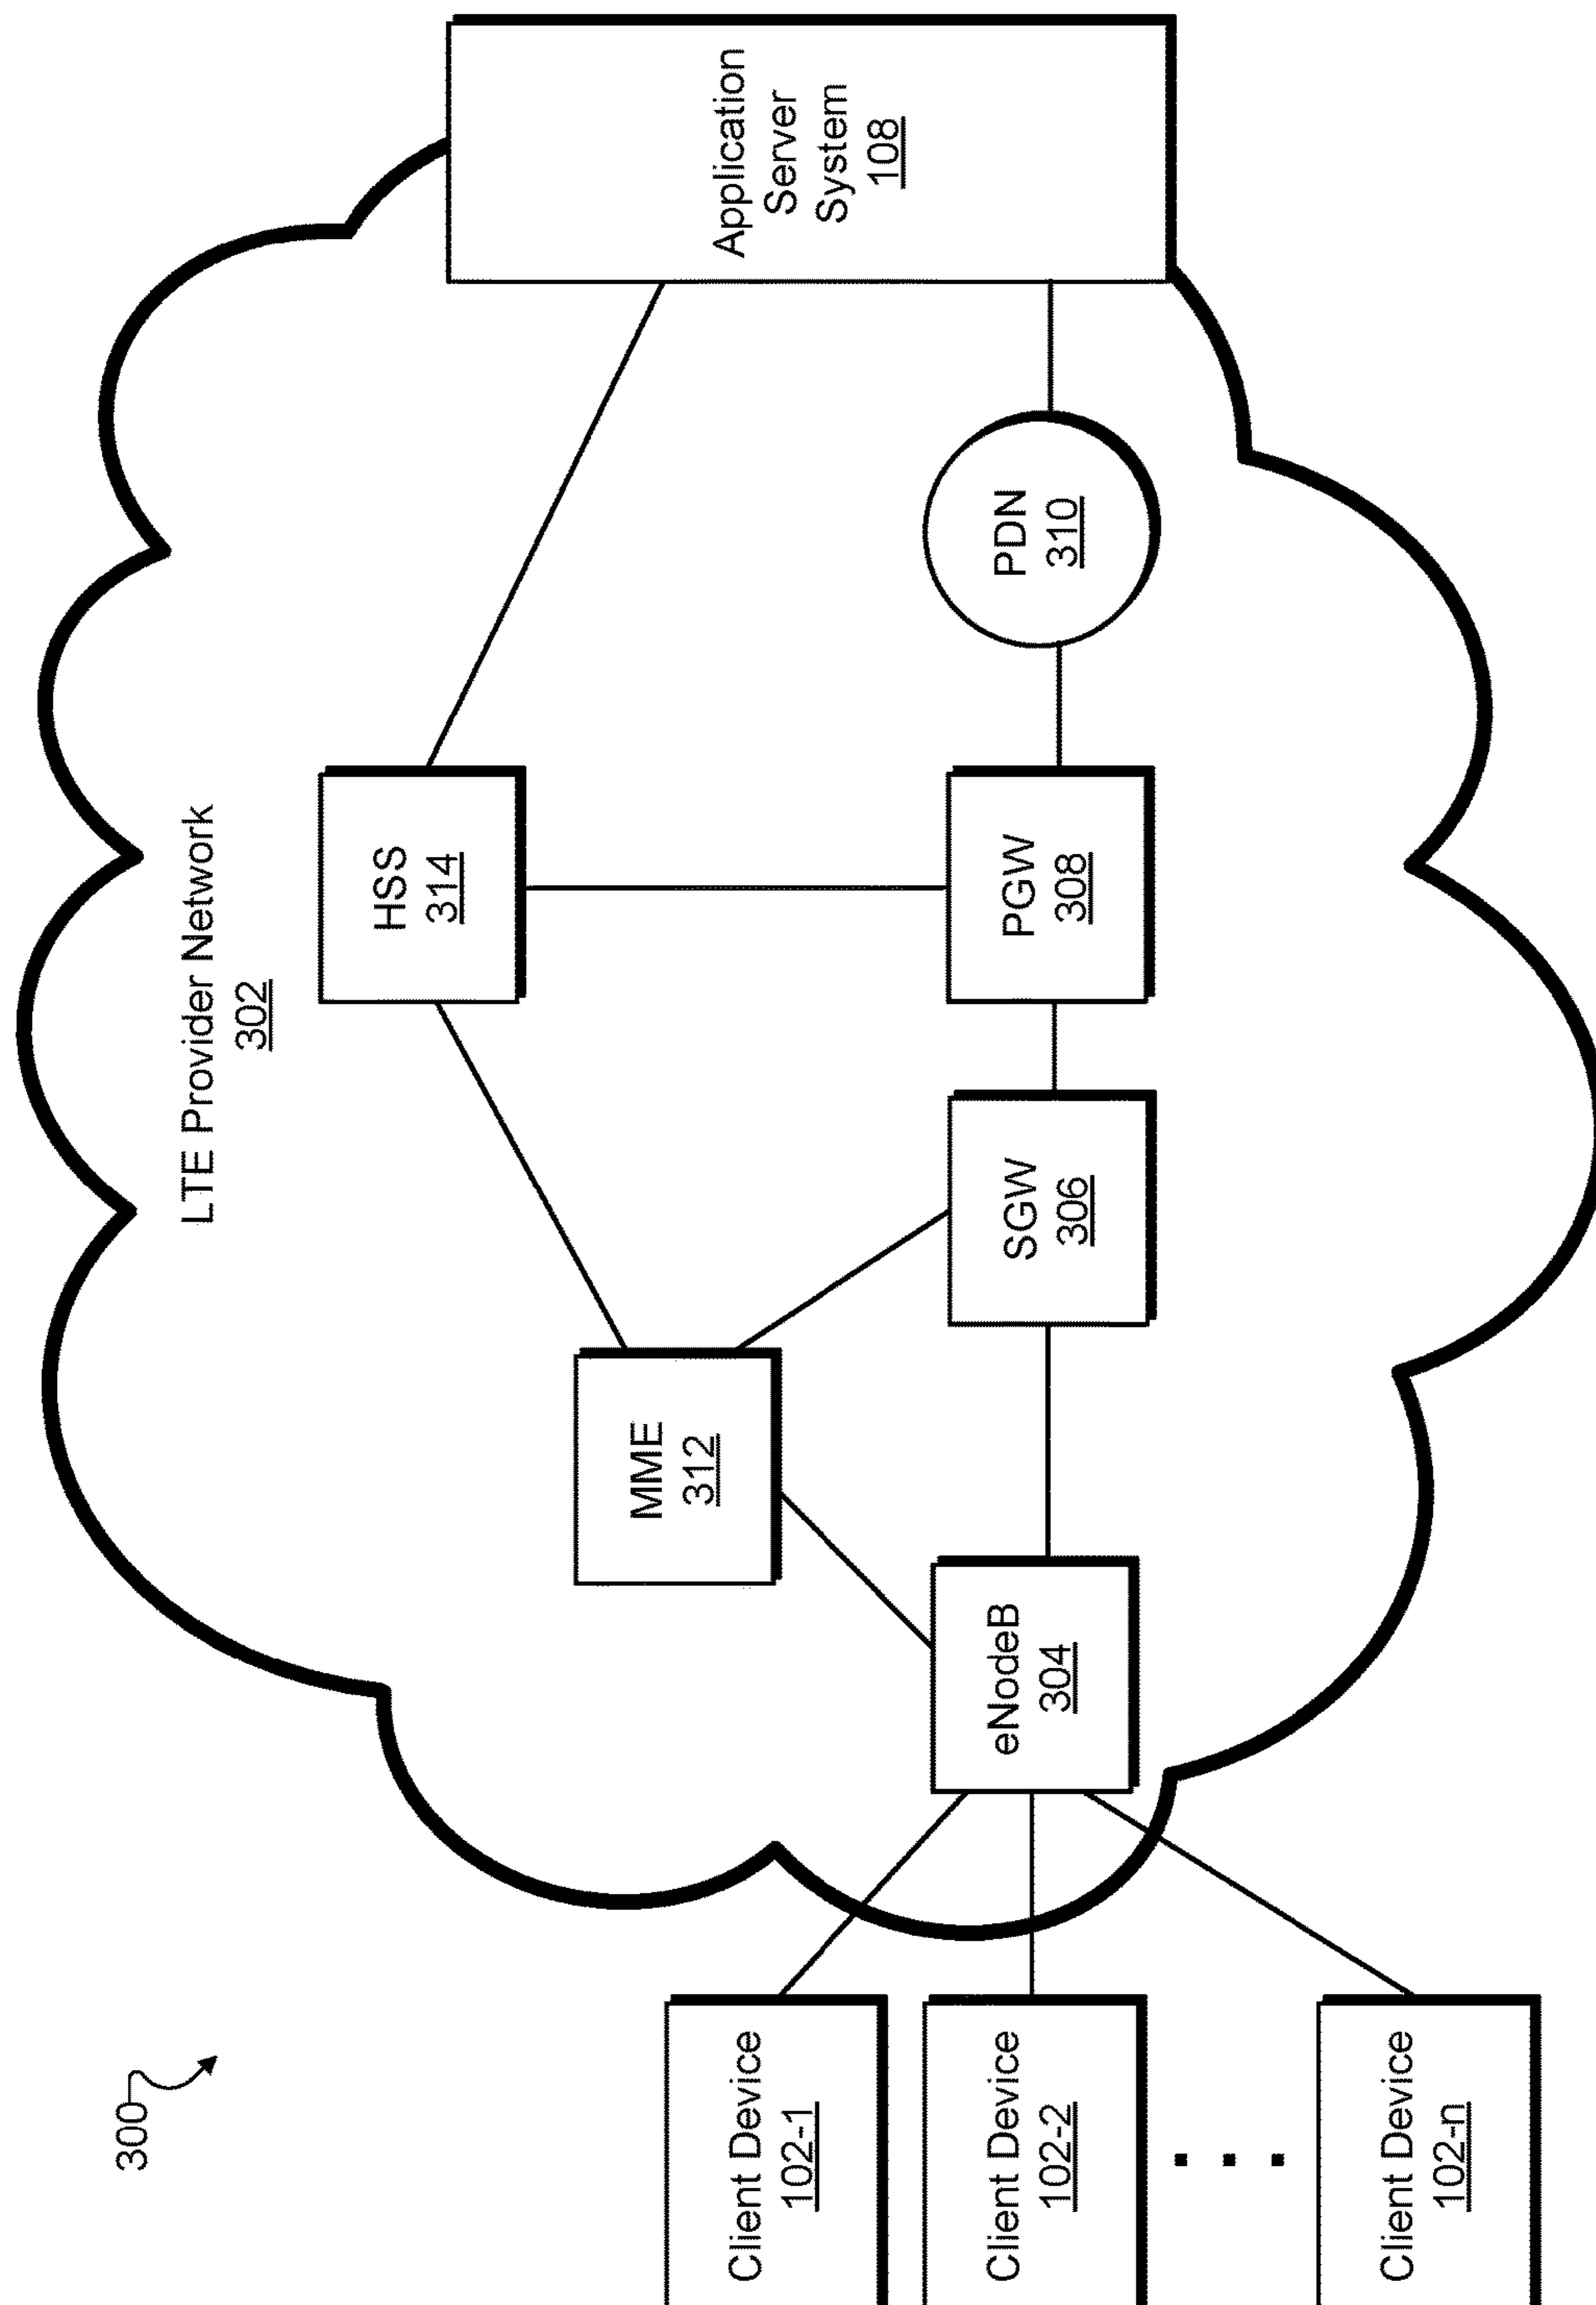 300
LTE Provider Network
302
HSS
314
MME
312
Application
Server
System
108
Client Device
102-1
Client Device
102-2
. . .
Client Device
102-n
eNodeB
304
SGW
306
PGW
308
PDN
310